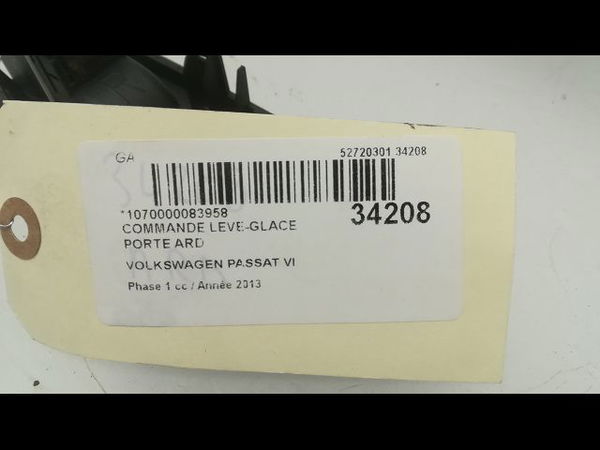 GA 52720301 34208
*1070000083958 34208
COMMANDE LEVE-GLACE
PORTE ARD
VOLKSWAGEN PASSAT VI
Phase 1 cc / Année 2013